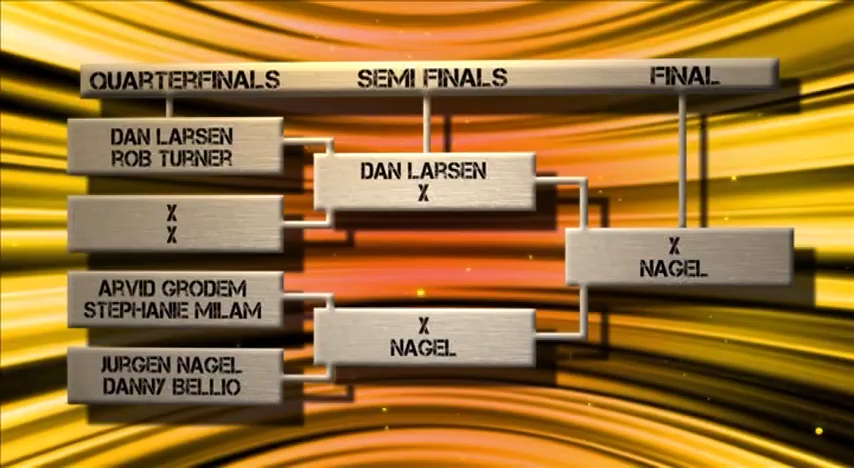 QUARTERFINALS SEMI FINALS FINAL
DAN LARSEN
ROB TURNER
X
X
ARVID GRODEM
STEPHANIE MILAM
JURGEN NAGEL
DANNY BELLIO
DAN LARSEN
X
X
NAGEL
X
NAGEL